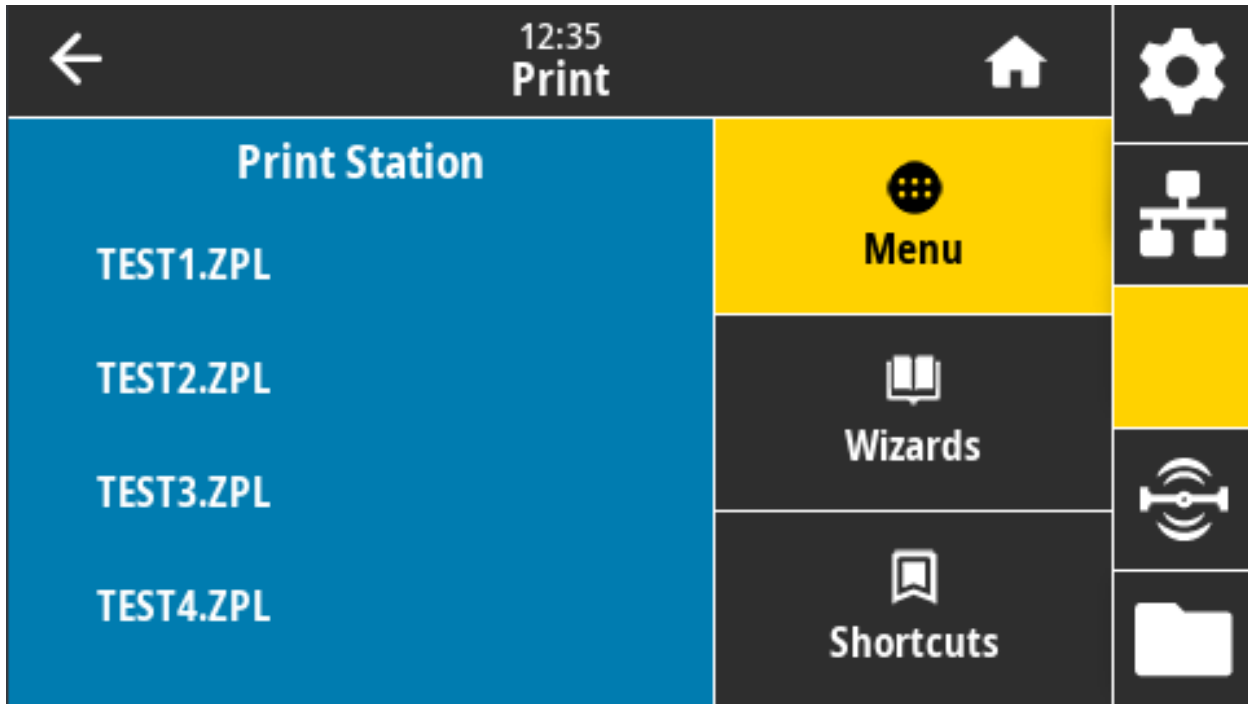 12:35
Print
Print Station
TEST1.ZPL
TEST2.ZPL
TEST3.ZPL
TEST4.ZPL
Menu
Wizards
Shortcuts